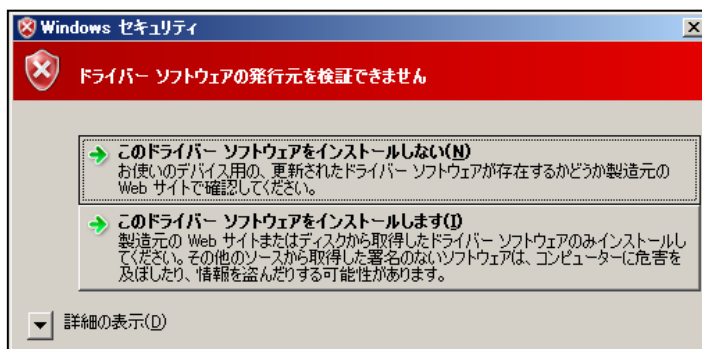 Windows セキュリティ
ドライバー ソフトウェアの発行元を検証できません
このドライバー ソフトウェアをインストールしない(N)
お使いのデバイス用の、更新されたドライバー ソフトウェアが存在するかどうか製造元の
Web サイトで確認してください。
このドライバー ソフトウェアをインストールします(I)
製造元の Web サイトまたはディスクから取得したドライバー ソフトウェアのみインストールし
てください。その他のソースから取得した署名のないソフトウェアは、コンピューターに危害を
及ぼしたり、情報を盗んだりする可能性があります。
詳細の表示(D)